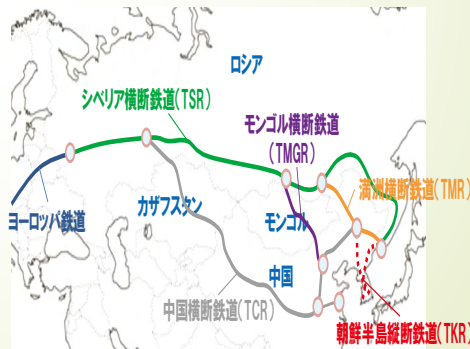 ロシア
シベリア横断鉄道(TSR)
モンゴル横断鉄道
(TMGR)
満洲横断鉄道(TMR)
カザフスタン
ヨーロッパ鉄道
モンゴル
中国
中国横断鉄道(TCR)
朝鮮半島縦断鉄道(TKR)